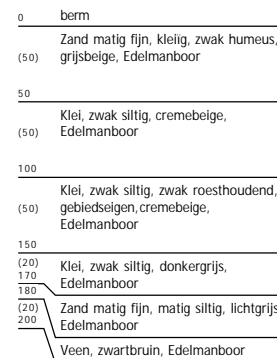 0 berm
Zand matig fijn, kleiïg, zwak humeus,
(50) grijsbeige, Edelmanboor
50
Klei, zwak siltig, cremebeige,
(50) Edelmanboor
100
Klei, zwak siltig, zwak roesthoudend,
(50) gebiedseigen,cremebeige,
Edelmanboor
150
(20) Klei, zwak siltig, donkergrijs,
170 Edelmanboor
180
(20) Zand matig fijn, matig siltig, lichtgrijs
200 Edelmanboor
Veen, zwartbruin, Edelmanboor